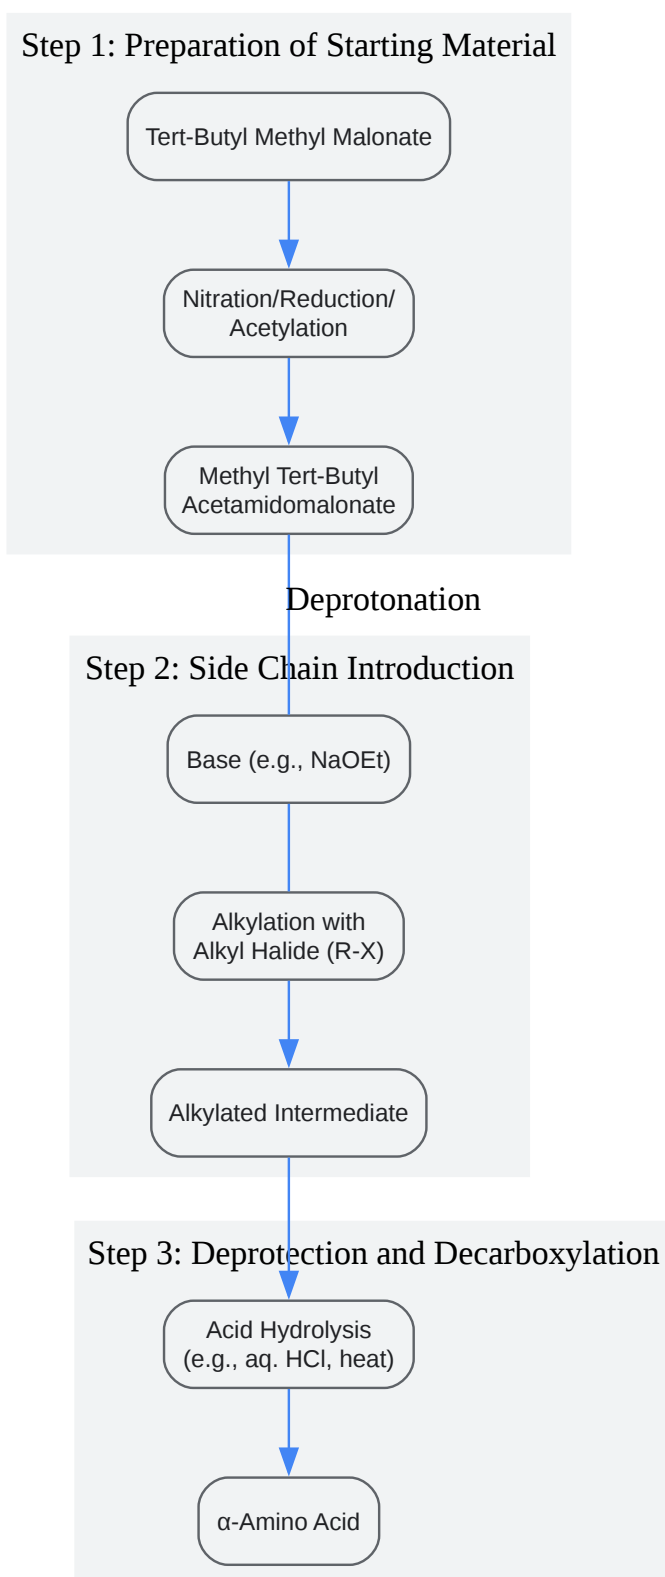 Step 1: Preparation of Starting Material
Tert-Butyl Methyl Malonate
Nitration/Reduction/
Acetylation
Methyl Tert-Butyl
Acetamidomalonate
Deprotonation
Step 2: Side Chain Introduction
Base (e.g., NaOEt)
Alkylation with
Alkyl Halide (R-X)
Alkylated Intermediate
Step 3: Deprotection and Decarboxylation
Acid Hydrolysis
(e.g., aq. HCl, heat)
α-Amino Acid